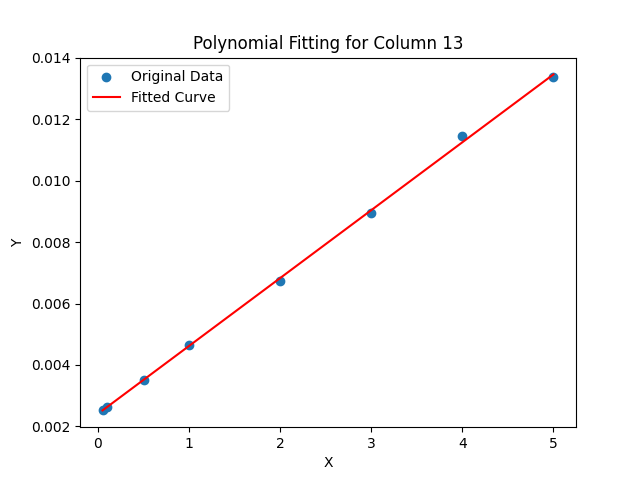 Polynomial Fitting for Column 13
Original Data
Fitted Curve
0.014
0.012
0.010
0.008
0.006
0.004
0.002
Y
0 1 2 3 4 5
X